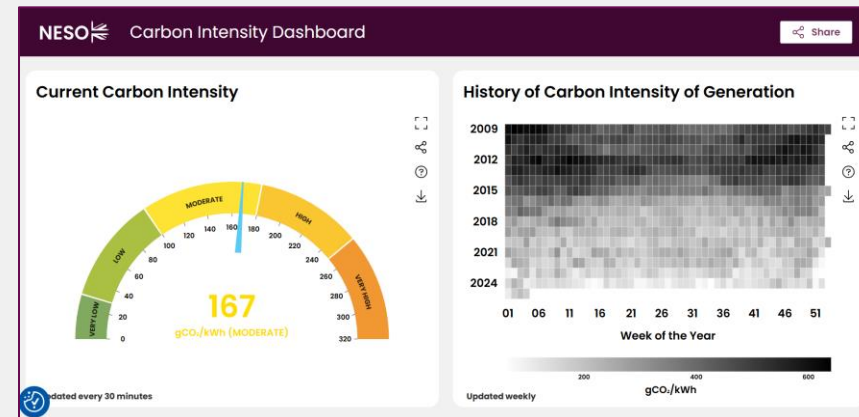 NESO
Carbon Intensity Dashboard
Share
Current Carbon Intensity
VERY LOW
LOW
MODERATE
HIGH
VERY HIGH
0
20
40
60
80
100
120
140
160
180
200
220
240
260
280
300
320
167
gCO₂/kWh (MODERATE)
dated every 30 minutes
History of Carbon Intensity of Generation
2009
2012
2015
2018
2021
2024
01 06 11 16 21 26 31 36 41 46 51
Week of the Year
200 400 600
gCO₂/kWh
Updated weekly